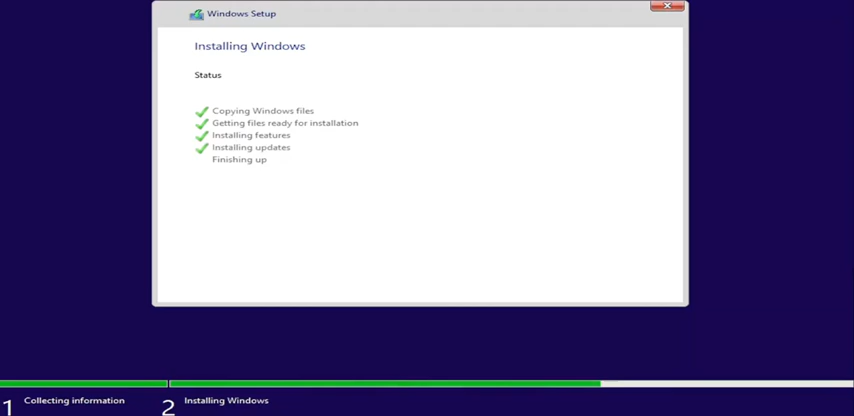 Windows Setup
Installing Windows
Status
Copying Windows files
Getting files ready for installation
Installing features
Installing updates
Finishing up
1 Collecting information
2 Installing Windows